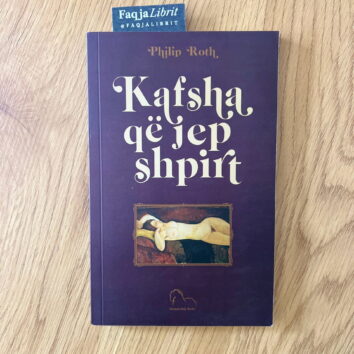 FaqjaLibrit
@FAQJALIBRIT
Philip Roth
Kafsha
që jep
shpirt